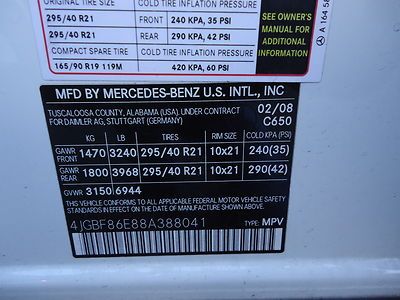 ORIGINAL TIRE SIZE COLD TIRE INFLATION PRESSURE
295/40 R21 FRONT 240 KPA, 35 PSI
295/40 R21 REAR 290 KPA, 42 PSI
COMPACT SPARE TIRE COLD TIRE INFLATION PRESSURE
165/90 R19 119M 420 KPA, 60 PSI
SEE OWNER'S
MANUAL FOR
ADDITIONAL
INFORMATION
A 164 58
MFD BY MERCEDES-BENZ U.S. INTL., INC
TUSCALOOSA COUNTY, ALABAMA (USA). UNDER CONTRACT
FOR DAIMLER AG, STUTTGART (GERMANY)
02/08
C650
KG LB TIRES RIM SIZE COLD KPA (PSI)
GAWR FRONT 1470 3240 295/40 R21 10x21 240(35)
GAWR REAR 1800 3968 295/40 R21 10x21 290(42)
GVWR 3150 6944
THIS VEHICLE CONFORMS TO ALL APPLICABLE FEDERAL MOTOR VEHICLE
SAFETY STANDARDS IN EFFECT ON THE DATE OF MANUFACTURE SHOWN ABOVE.
4JGBF86E88A388041 TYPE: MPV